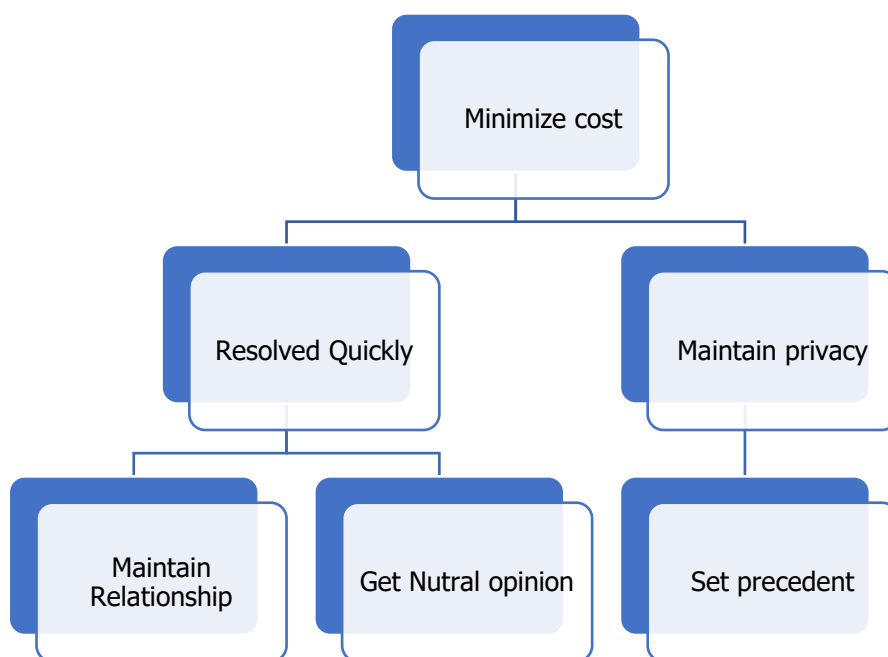 Minimize cost
Resolved Quickly
Maintain privacy
Maintain
Relationship
Get Nutral opinion
Set precedent